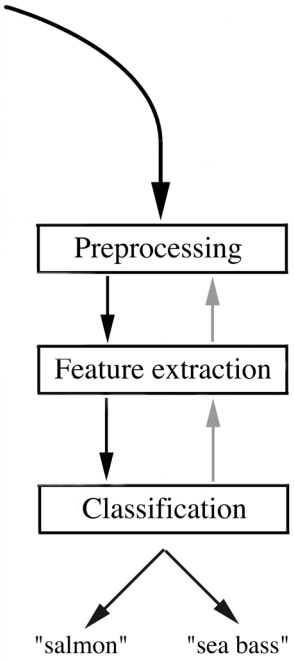 Preprocessing
Feature extraction
Classification
"salmon" "sea bass"